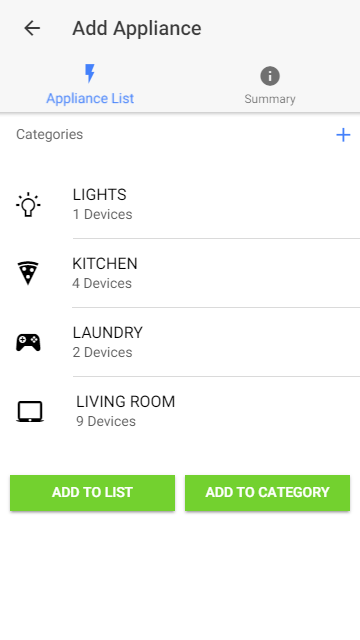 Add Appliance
Appliance List
Summary
Categories
LIGHTS
1 Devices
KITCHEN
4 Devices
LAUNDRY
2 Devices
LIVING ROOM
9 Devices
ADD TO LIST
ADD TO CATEGORY